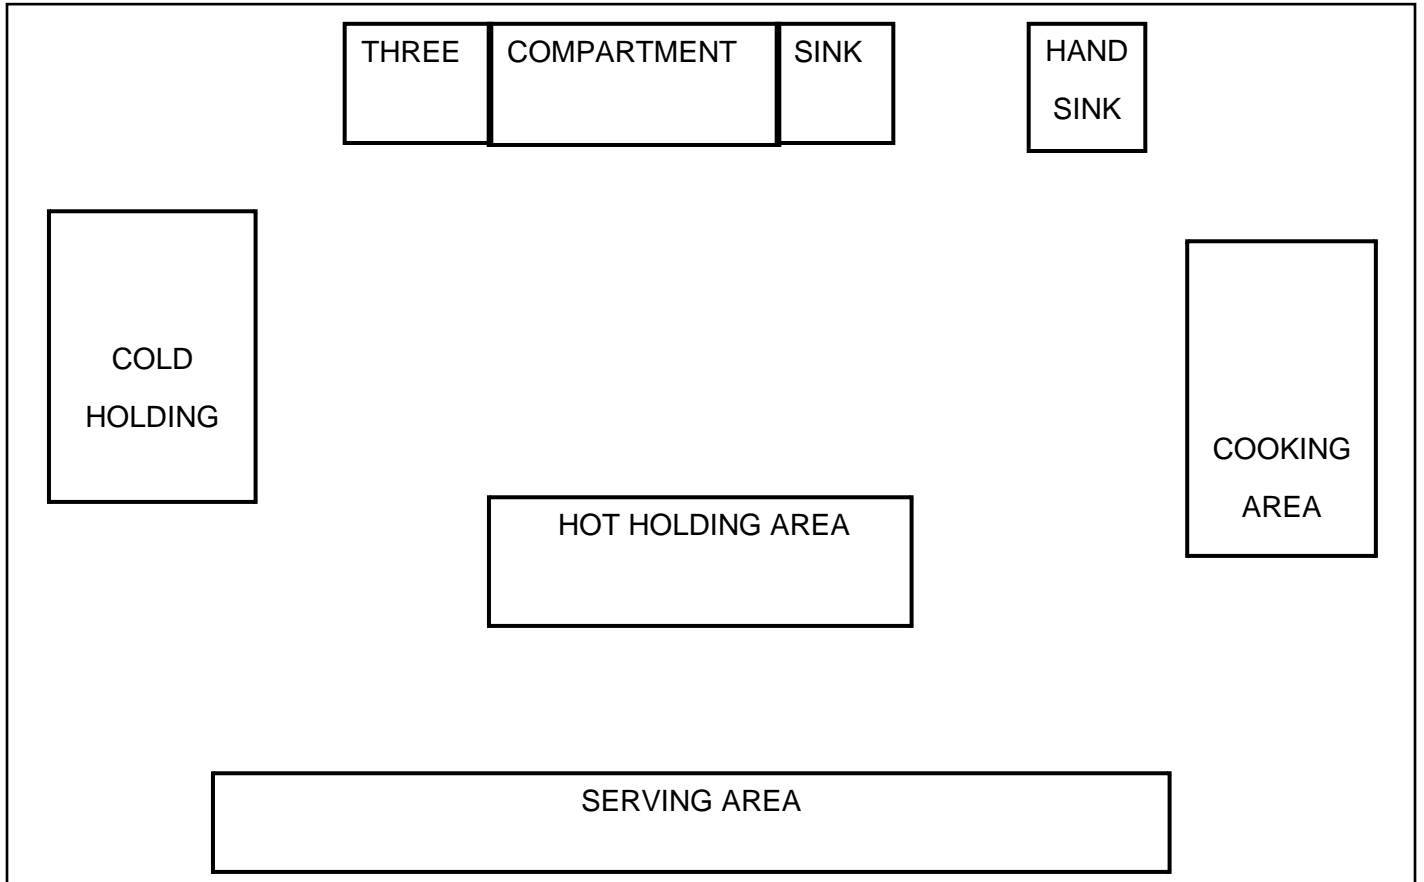 THREE COMPARTMENT SINK
HAND
SINK
COLD
HOLDING
COOKING
AREA
HOT HOLDING AREA
SERVING AREA